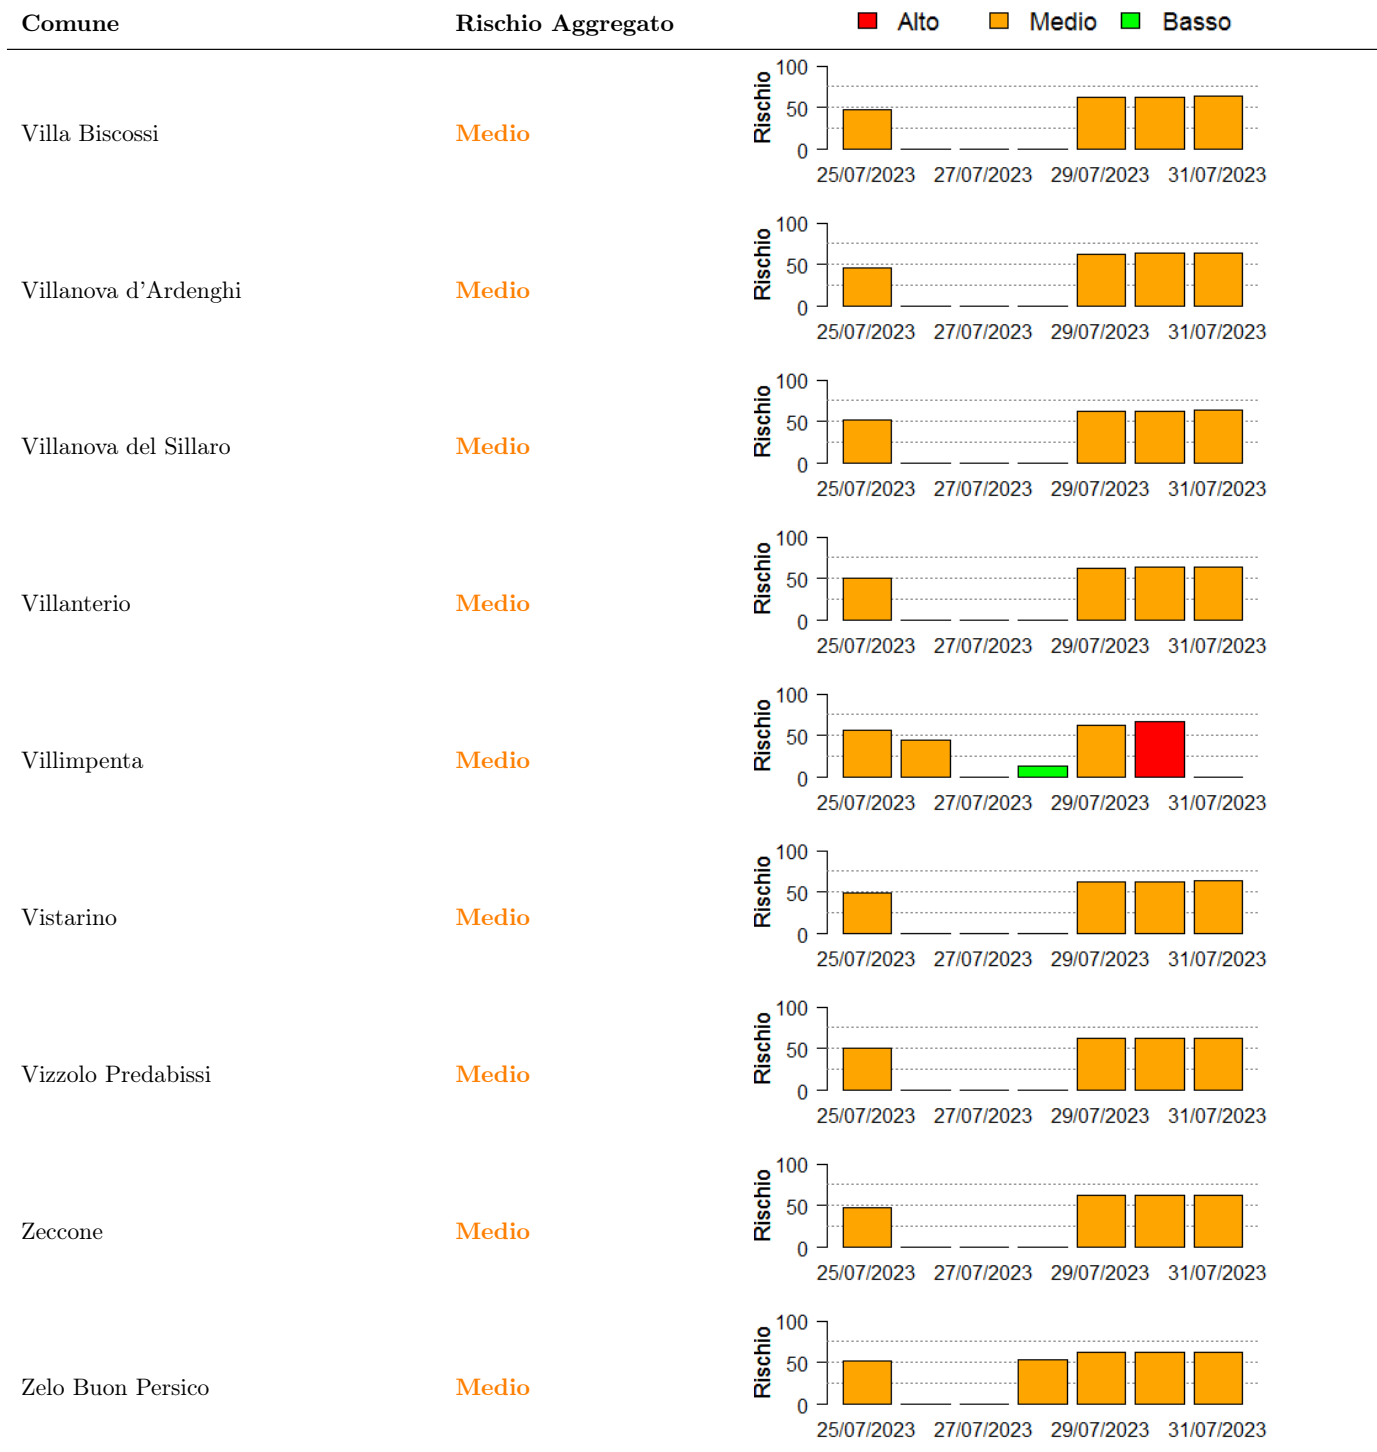 Comune Rischio Aggregato Alto Medio Basso
100
50
0
Rischio
Villa Biscossi Medio
25/07/2023 27/07/2023 29/07/2023 31/07/2023
100
50
0
Rischio
Villanova d'Ardenghi Medio
25/07/2023 27/07/2023 29/07/2023 31/07/2023
100
50
0
Rischio
Villanova del Sillaro Medio
25/07/2023 27/07/2023 29/07/2023 31/07/2023
100
50
0
Rischio
Villanterio Medio
25/07/2023 27/07/2023 29/07/2023 31/07/2023
100
50
0
Rischio
Villimpenta Medio
25/07/2023 27/07/2023 29/07/2023 31/07/2023
100
50
0
Rischio
Vistarino Medio
25/07/2023 27/07/2023 29/07/2023 31/07/2023
100
50
0
Rischio
Vizzolo Predabissi Medio
25/07/2023 27/07/2023 29/07/2023 31/07/2023
100
50
0
Rischio
Zeccone Medio
25/07/2023 27/07/2023 29/07/2023 31/07/2023
100
50
0
Rischio
Zelo Buon Persico Medio
25/07/2023 27/07/2023 29/07/2023 31/07/2023